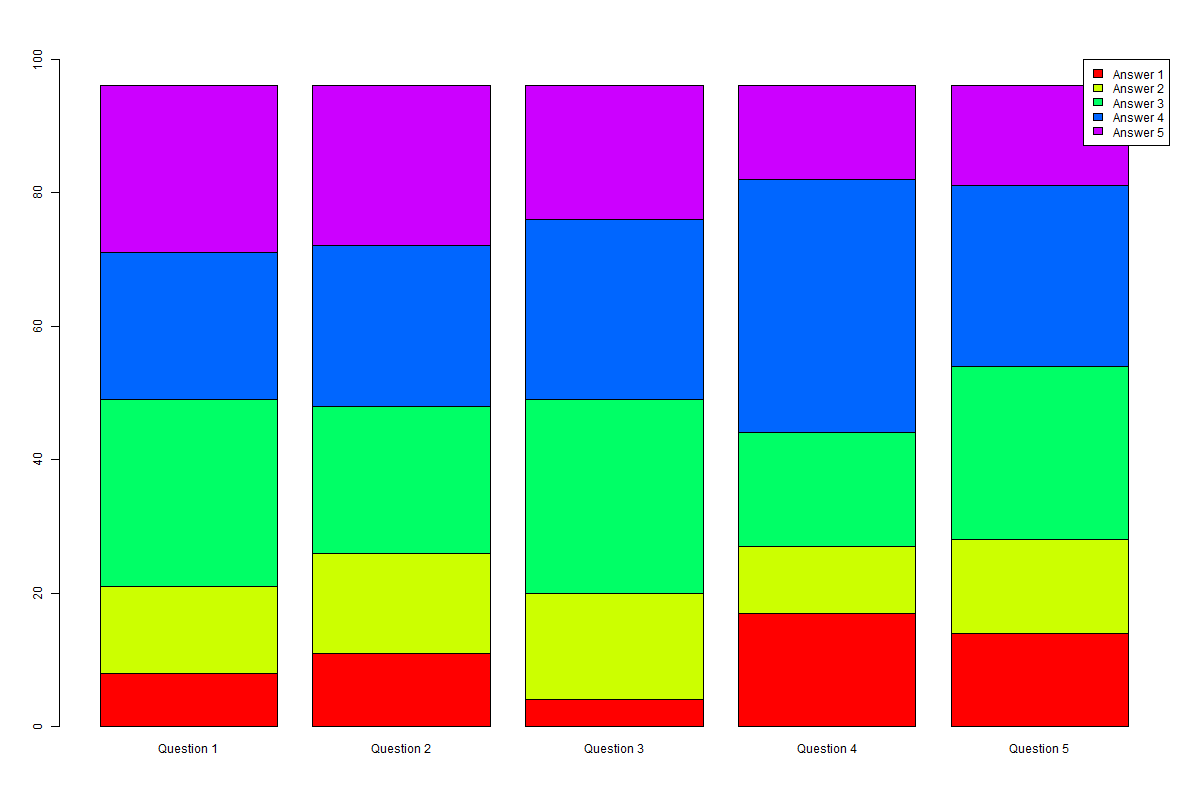 100
80
60
40
20
0
Answer 1
Answer 2
Answer 3
Answer 4
Answer 5
Question 1
Question 2
Question 3
Question 4
Question 5